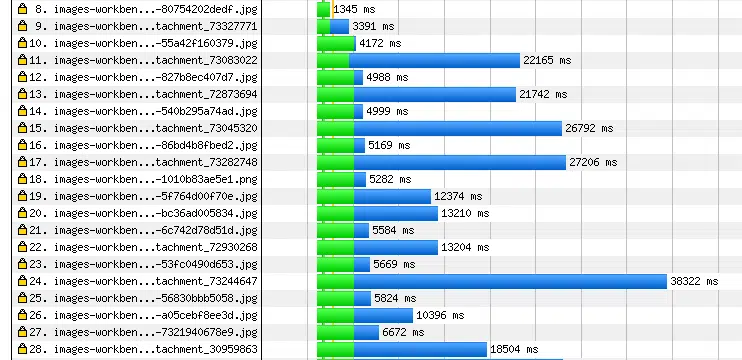 8. images-workben...-80754202dedf.jpg 1345 ms
9. images-workben...tachment_73327771 3391 ms
10. images-workben...-55a42f160379.jpg 4172 ms
11. images-workben...tachment_73083022 22165 ms
12. images-workben...-827b8ec407d7.jpg 4988 ms
13. images-workben...tachment_72873694 21742 ms
14. images-workben...-540b295a74ad.jpg 4999 ms
15. images-workben...tachment_73045320 26792 ms
16. images-workben...-86bd4b8fbed2.jpg 5169 ms
17. images-workben...tachment_73282748 27206 ms
18. images-workben...-1010b83ae5e1.png 5282 ms
19. images-workben...-5f764d00f70e.jpg 12374 ms
20. images-workben...-bc36ad005834.jpg 13210 ms
21. images-workben...-6c742d78d51d.jpg 5584 ms
22. images-workben...tachment_72930268 13204 ms
23. images-workben...-53fc0490d653.jpg 5669 ms
24. images-workben...tachment_73244647 38322 ms
25. images-workben...-56830bbb5058.jpg 5824 ms
26. images-workben...-a05cebf8ee3d.jpg 10396 ms
27. images-workben...-7321940678e9.jpg 6672 ms
28. images-workben...tachment_30959863 18504 ms